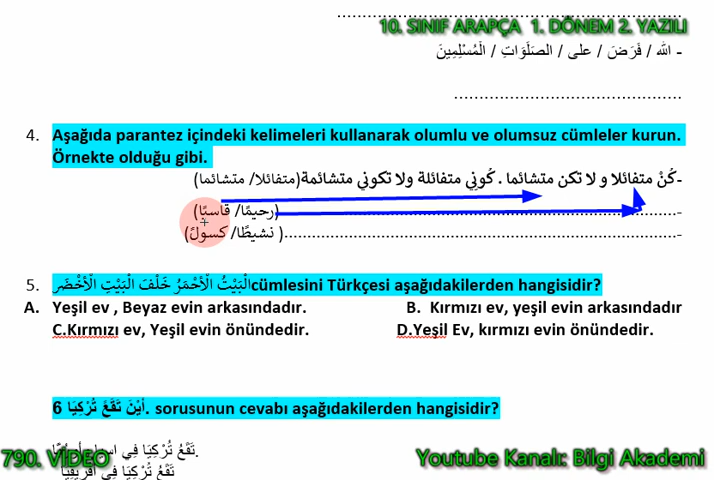 10. SINIF ARAPÇA 1. DÖNEM 2. YAZILI
- الله / فَرَضَ / على / الصلَوَاتِ / الْمُسْلِمِينَ
4. Aşağıda parantez içindeki kelimeleri kullanarak olumlu ve olumsuz cümleler kurun.
Örnekte olduğu gibi.
-كُنْ متفائلا و لا تكن متشائما . كُونِي متفائلة ولا تكوني متشائمة(متفائلا/ متشائما)
-(رحيمًا/ قاسيًا)
-( نشيطًا/ كسولً)
5. الْبَيْتُ الْأَحْمَرُ خَلْفَ الْبَيْتِ الْأَخْضَرِ cümlesini Türkçesi aşağıdakilerden hangisidir?
A. Yeşil ev , Beyaz evin arkasındadır. B. Kırmızı ev, yeşil evin arkasındadır
C.Kırmızı ev, Yeşil evin önündedir. D.Yeşil Ev, kırmızı evin önündedir.
6 أَيْنَ تَقَعُ تُرْكِيَا. sorusunun cevabı aşağıdakilerden hangisidir?
تَقَعُ تُرْكِيَا فِي
790. VİDEO Youtube Kanalı: Bilgi Akademi
تَقَعُ تُرْكِيَا فِي أَفْرِيقِيَا